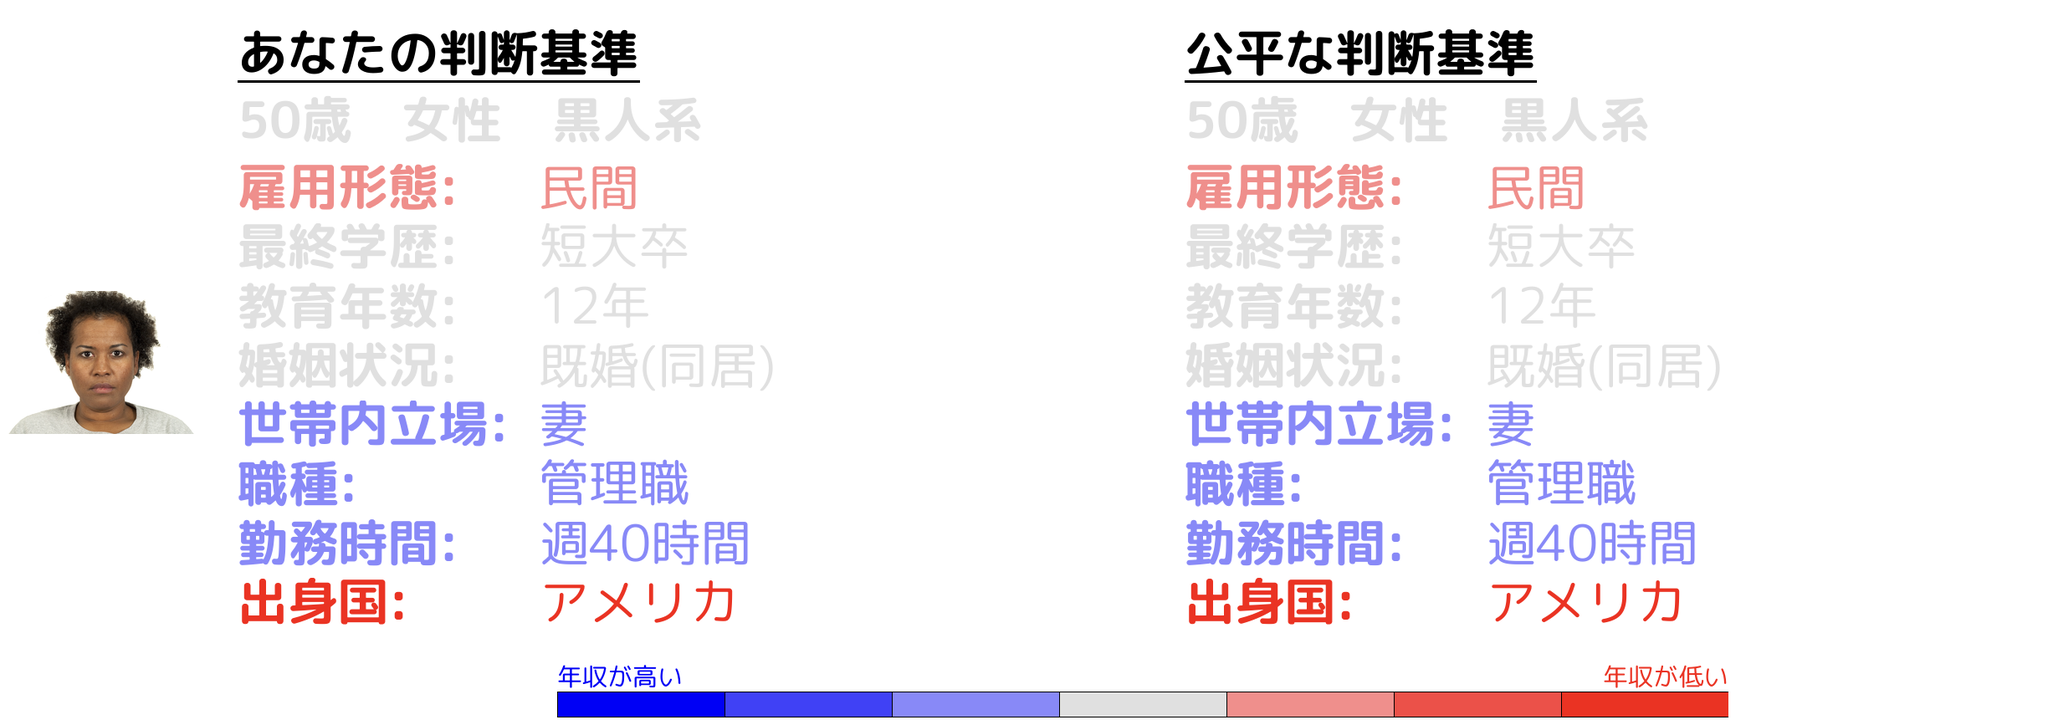 あなたの判断基準
50歳 女性 黒人系
雇用形態: 民間
最終学歴: 短大卒
教育年数: 12年
婚姻状況: 既婚(同居)
世帯内立場: 妻
職種: 管理職
勤務時間: 週40時間
出身国: アメリカ
公平な判断基準
50歳 女性 黒人系
雇用形態: 民間
最終学歴: 短大卒
教育年数: 12年
婚姻状況: 既婚(同居)
世帯内立場: 妻
職種: 管理職
勤務時間: 週40時間
出身国: アメリカ
年収が高い
年収が低い